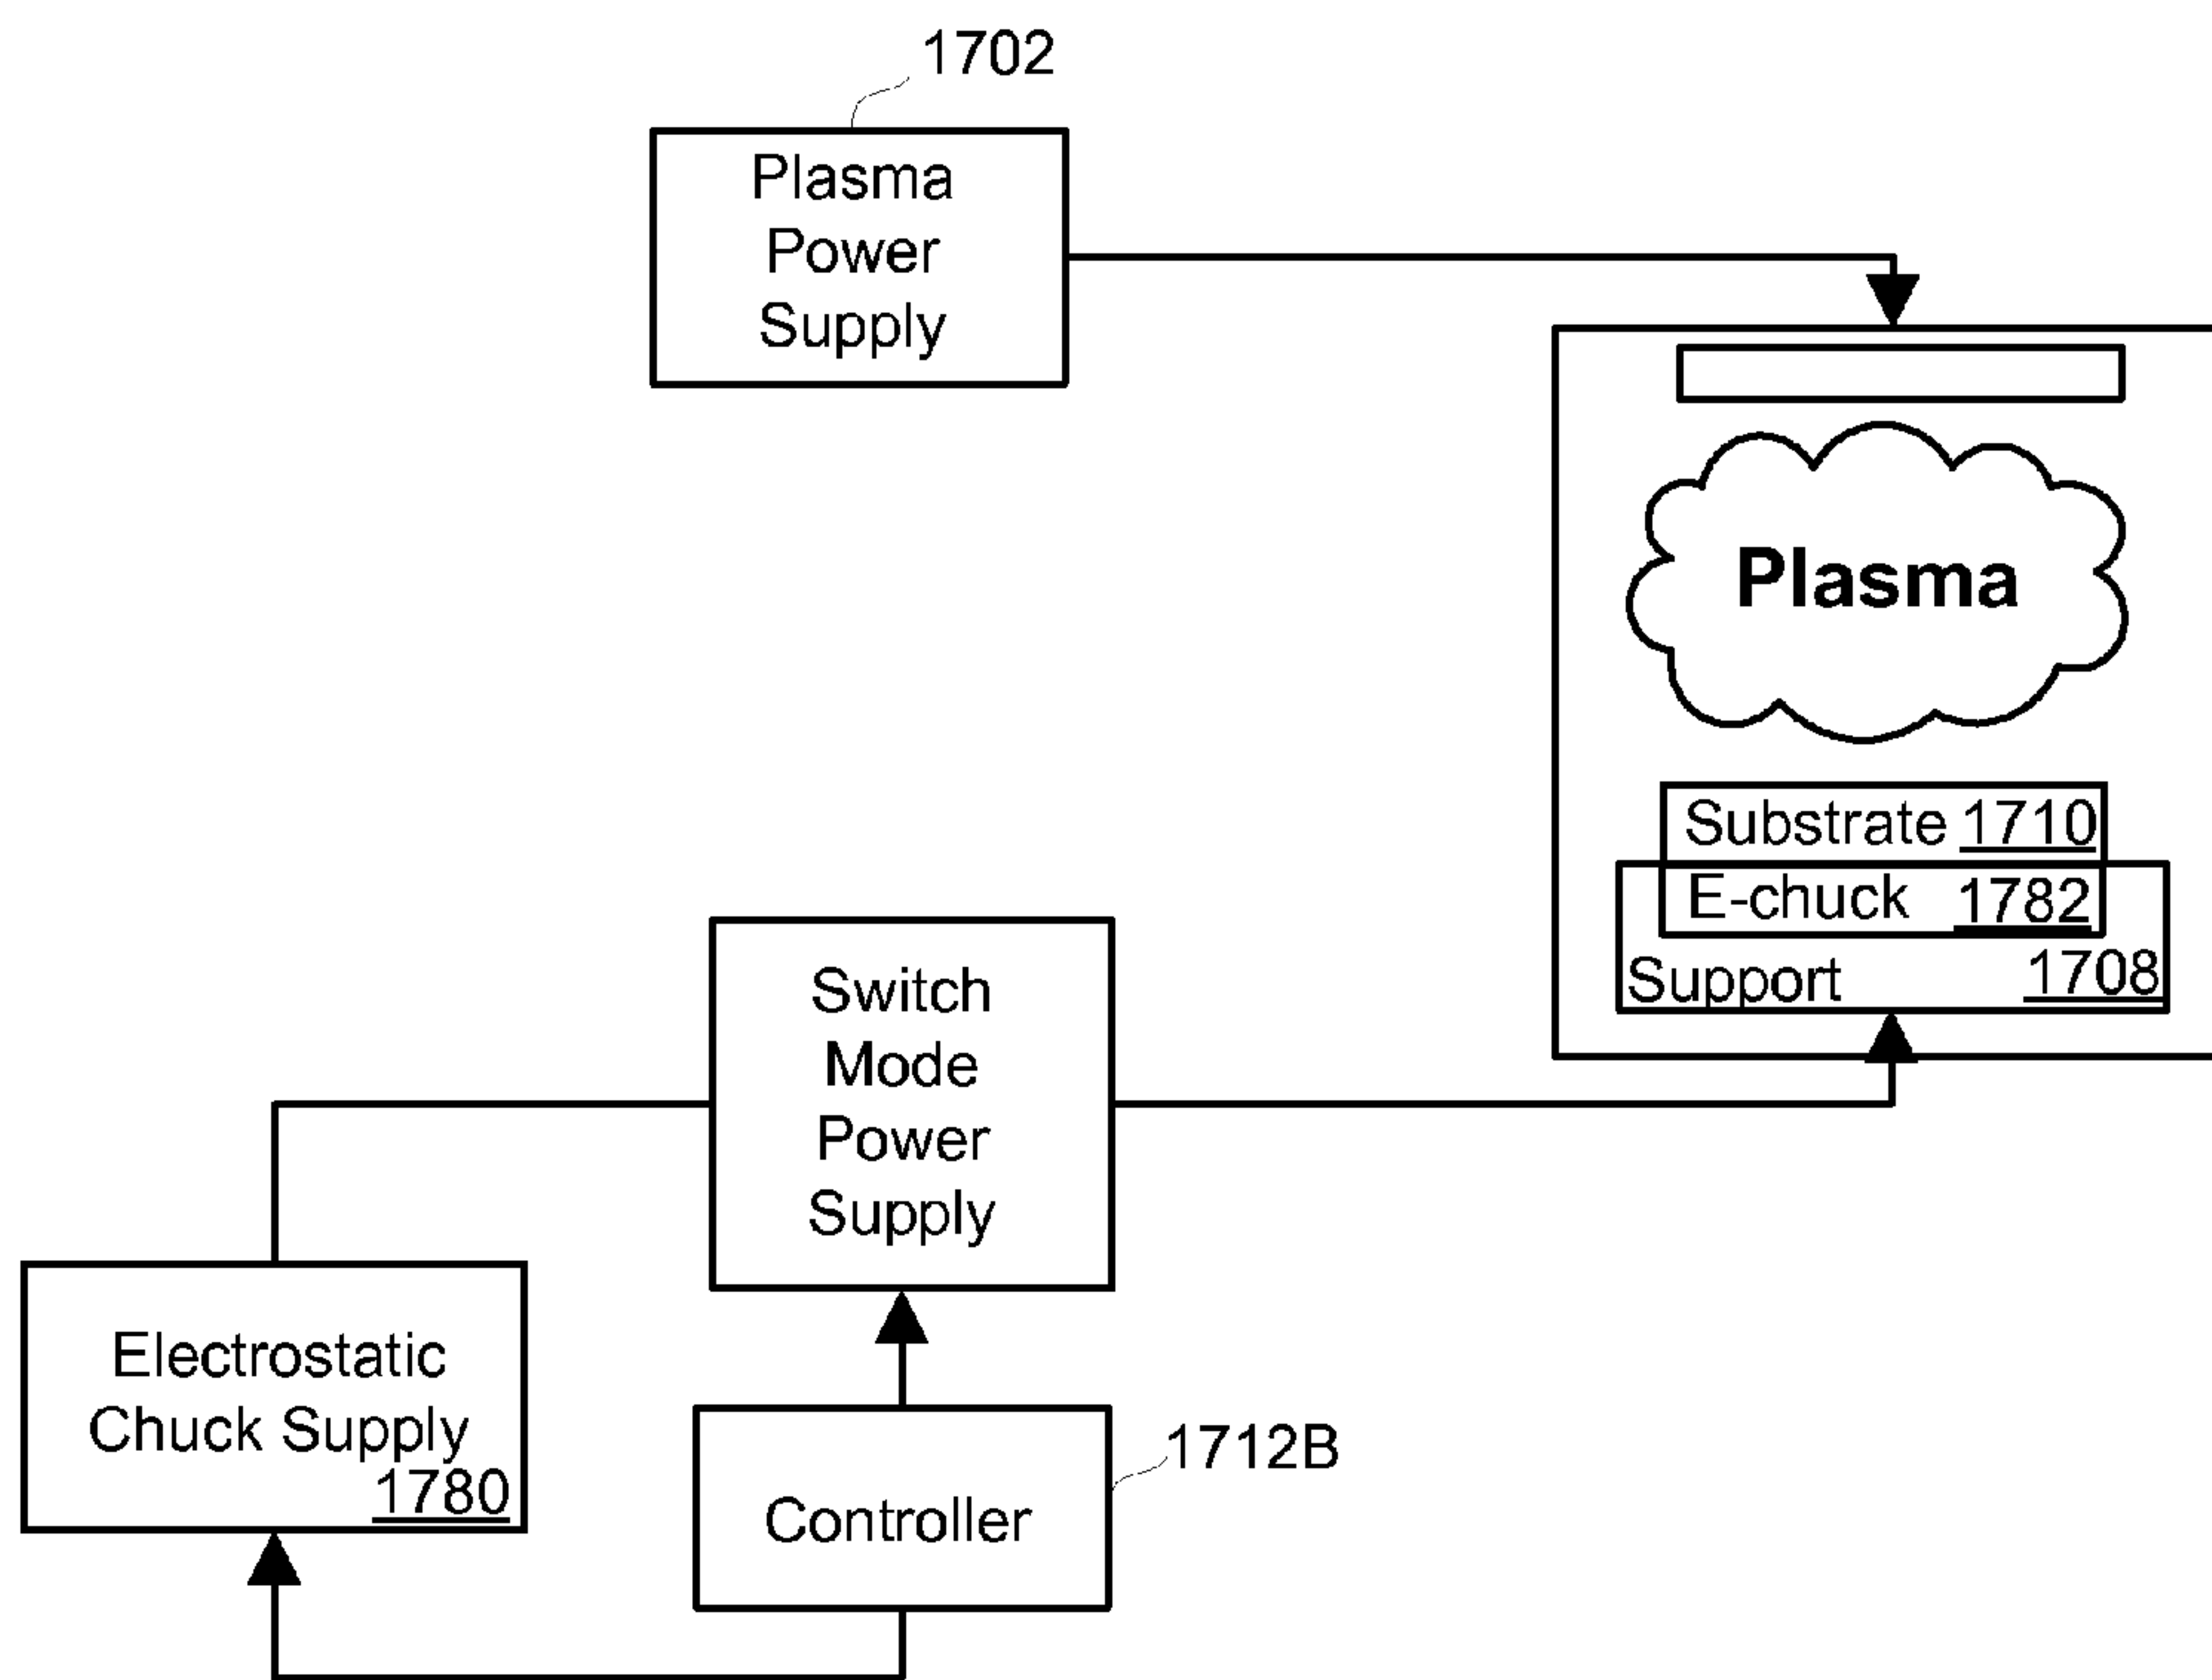 1702
Plasma
Power
Supply
Plasma
Substrate 1710
E-chuck 1782
Support 1708
Switch
Mode
Power
Supply
Electrostatic
Chuck Supply
1780
Controller
1712B